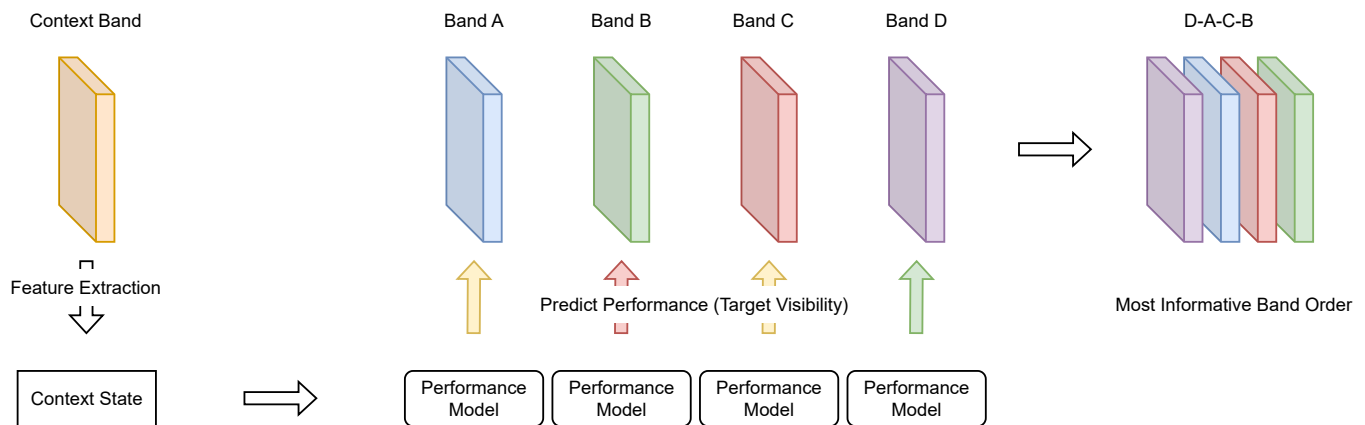 Context Band
Band A
Band B
Band C
Band D
D-A-C-B
Feature Extraction
Predict Performance (Target Visibility)
Most Informative Band Order
Context State
Performance
Model
Performance
Model
Performance
Model
Performance
Model